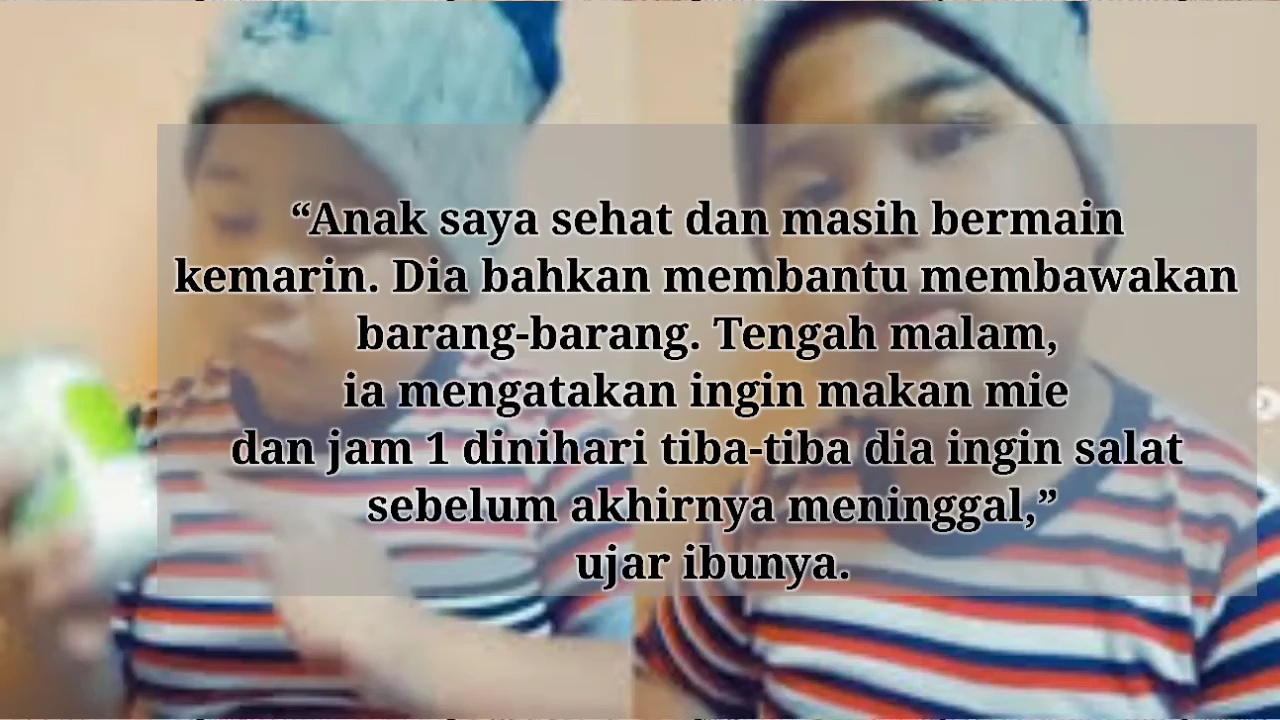 “Anak saya sehat dan masih bermain
kemarin. Dia bahkan membantu membawakan
barang-barang. Tengah malam,
ia mengatakan ingin makan mie
dan jam 1 dinihari tiba-tiba dia ingin salat
sebelum akhirnya meninggal,”
ujar ibunya.